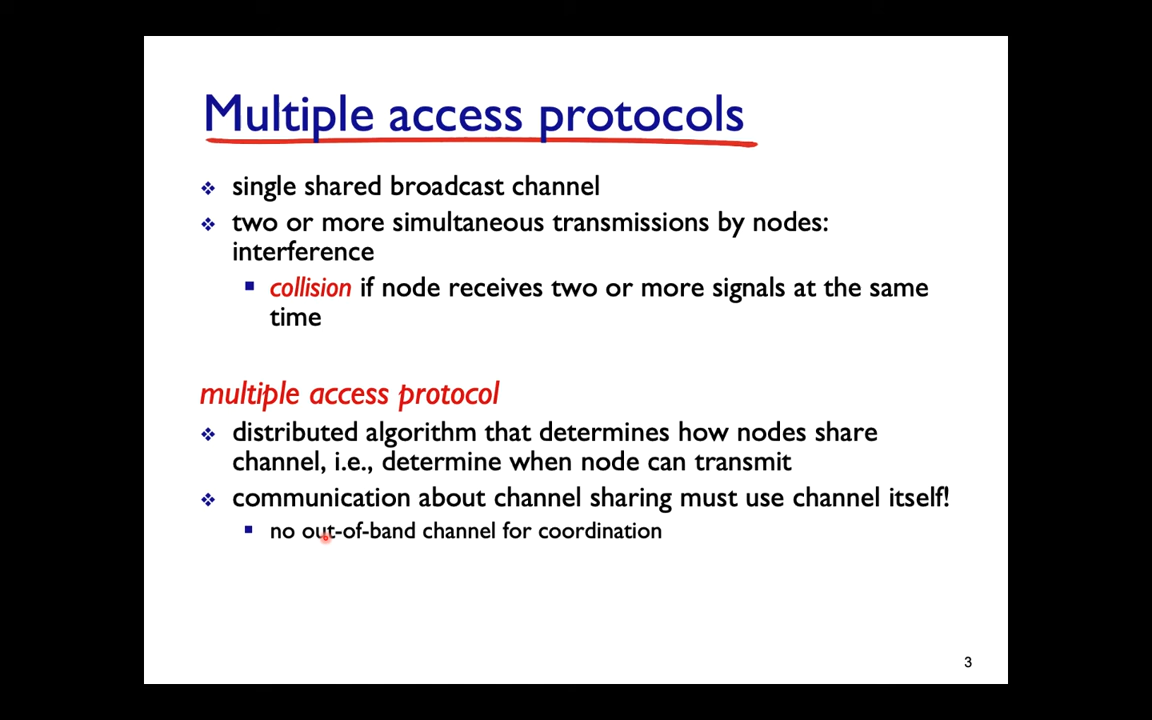 Multiple access protocols
single shared broadcast channel
two or more simultaneous transmissions by nodes:
interference
collision if node receives two or more signals at the same
time
multiple access protocol
distributed algorithm that determines how nodes share
channel, i.e., determine when node can transmit
communication about channel sharing must use channel itself!
no out-of-band channel for coordination
3